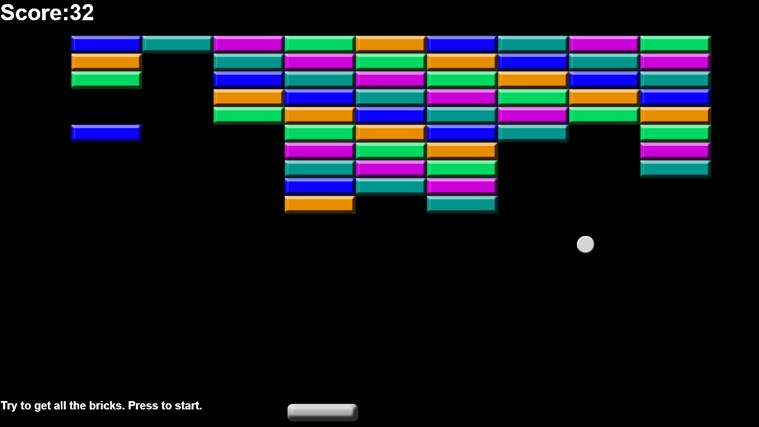 Score:32
Try to get all the bricks. Press to start.